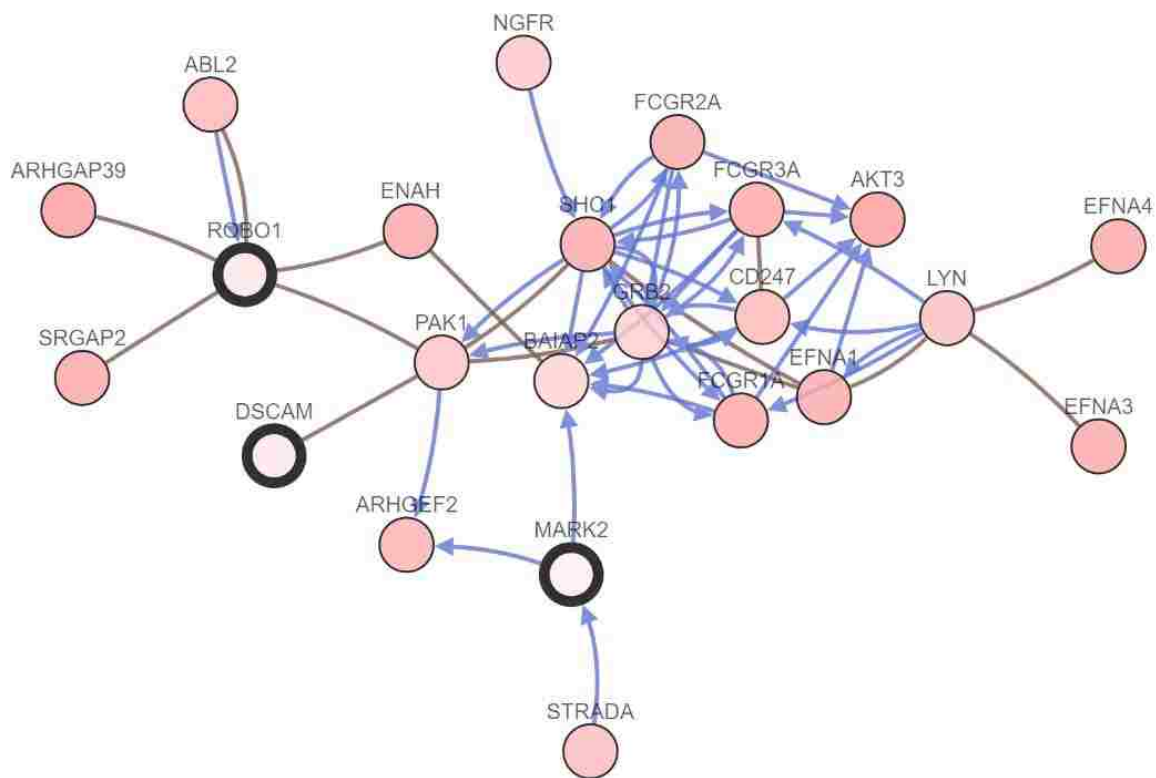 NGFR
ABL2
FCGR2A
ARHGAP39
ENAH
FCGR3A
AKT3
SHC1
EFNA4
ROBO1
CD247
LYN
GRB2
SRGAP2
PAK1
BAIAP2
EFNA1
FCGR1A
DSCAM
EFNA3
ARHGEF2
MARK2
STRADA